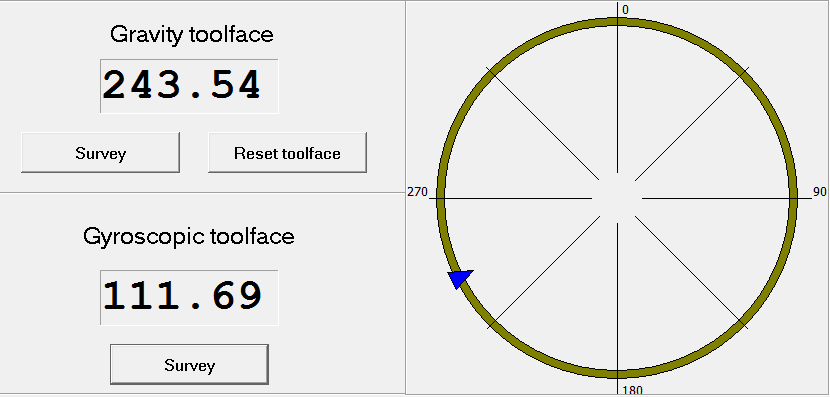 Gravity toolface
243.54
Survey
Reset toolface
Gyroscopic toolface
111.69
Survey
0
270
90
180